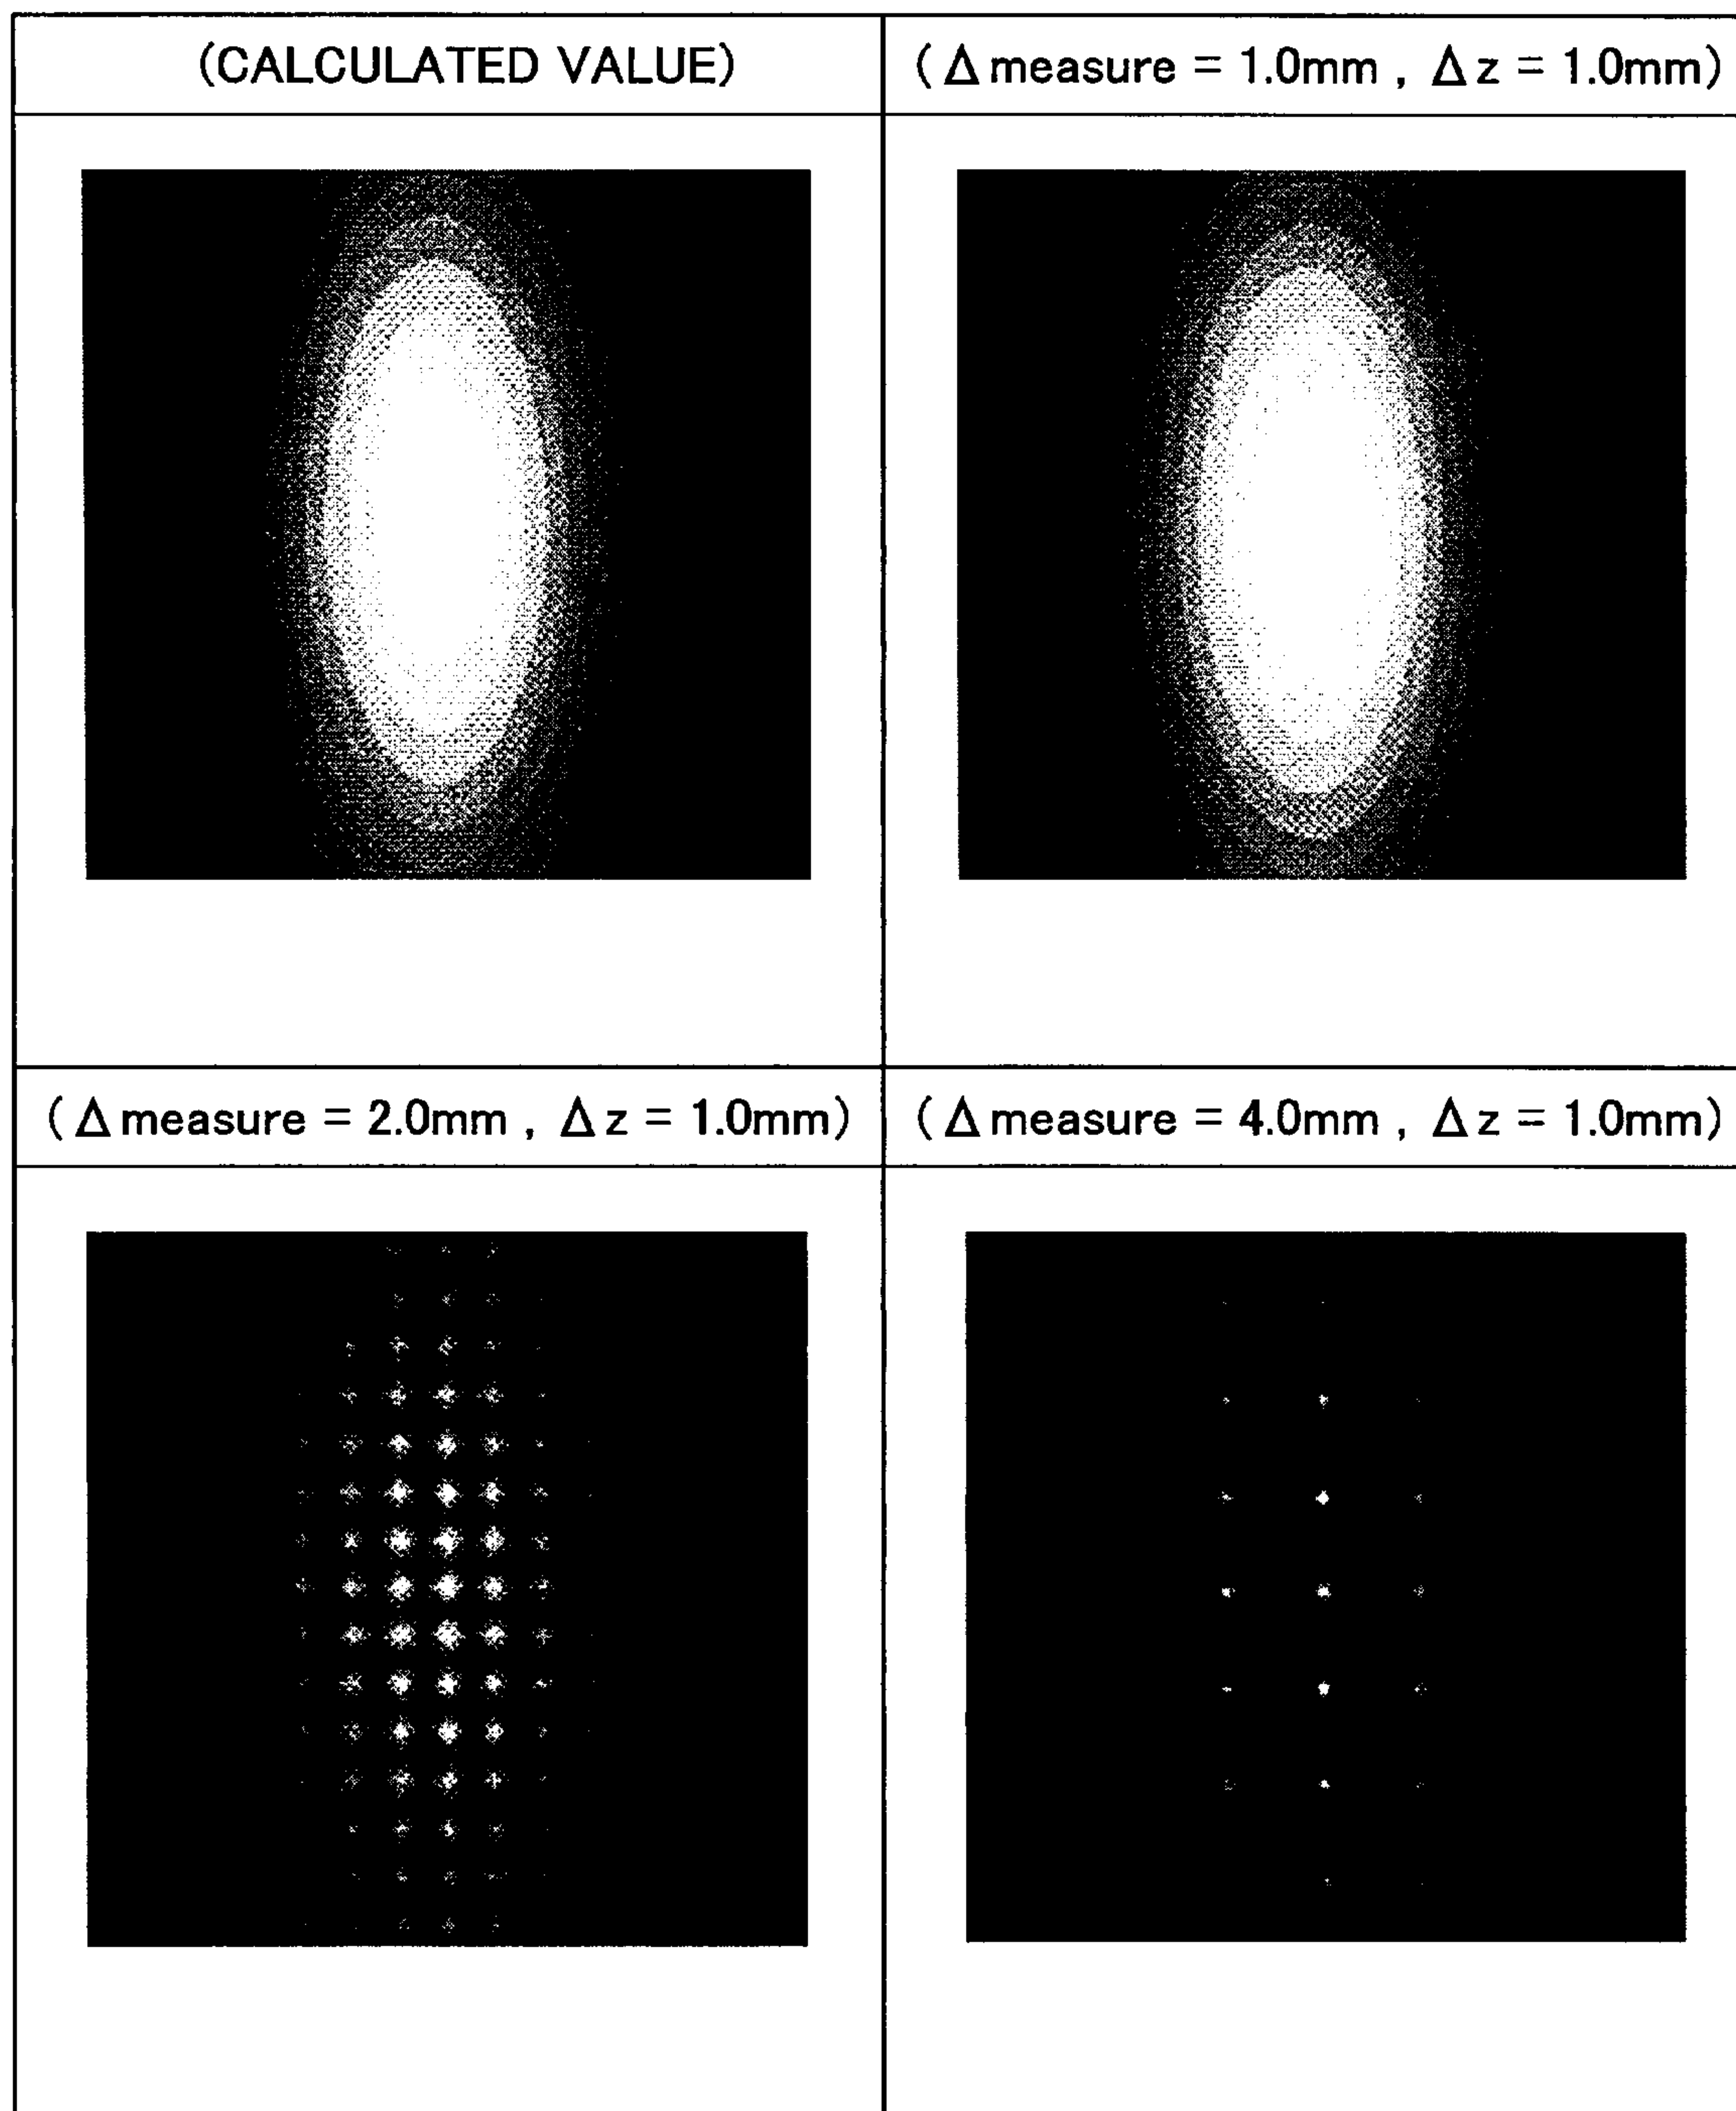 (CALCULATED VALUE)
(Δmeasure = 1.0mm , Δz = 1.0mm)
(Δmeasure = 2.0mm , Δz = 1.0mm)
(Δmeasure = 4.0mm , Δz = 1.0mm)